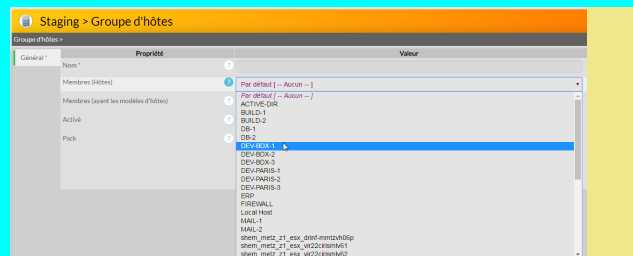 Staging > Groupe d'hôtes
Groupe d'hôtes >
Général *
Propriété Valeur
Nom * ?
Membres (Hôtes) ? Par défaut [ -- Aucun -- ]
Par défaut [ -- Aucun -- ]
Membres (ayant les modèles d'hôtes) ?
ACTIVE-DIR
BUILD-1
Activé ?
BUILD-2
DB-1
Pack ?
DB-2
DEV-BDX-1
DEV-BDX-2
DEV-BDX-3
DEV-PARIS-1
DEV-PARIS-2
DEV-PARIS-3
ERP
FIREWALL
Local Host
MAIL-1
MAIL-2
shem_metz_z1_esx_drinf-mmtzvh06p
shem_metz_z1_esx_vir22cirismlv61
shem_metz_z1_esx_vir22cirismlv62